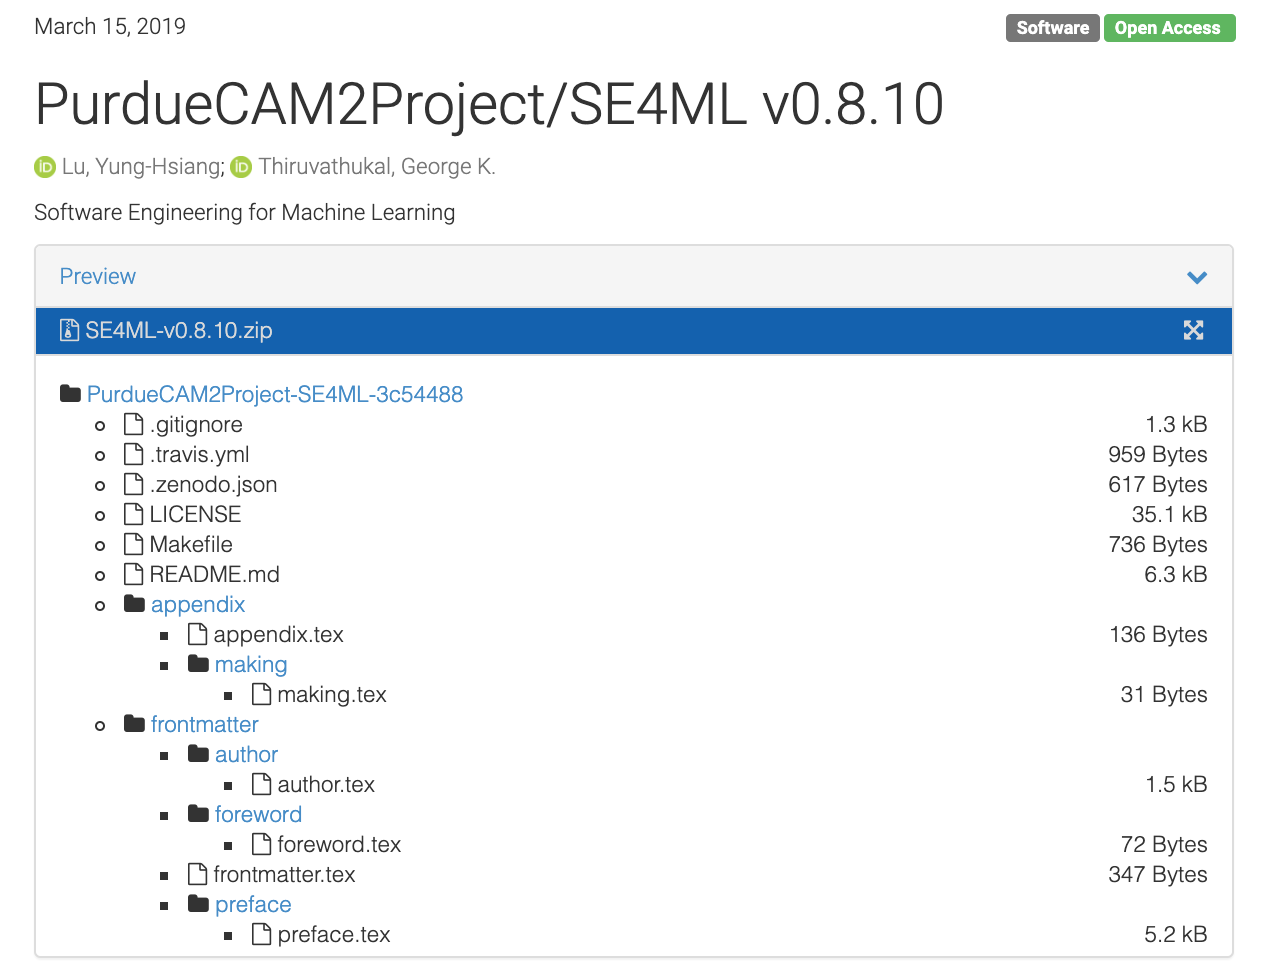 March 15, 2019 Software Open Access
PurdueCAM2Project/SE4ML v0.8.10
iD Lu, Yung-Hsiang; iD Thiruvathukal, George K.
Software Engineering for Machine Learning
Preview
SE4ML-v0.8.10.zip
PurdueCAM2Project-SE4ML-3c54488
.gitignore 1.3 kB
.travis.yml 959 Bytes
.zenodo.json 617 Bytes
LICENSE 35.1 kB
Makefile 736 Bytes
README.md 6.3 kB
appendix
appendix.tex 136 Bytes
making
making.tex 31 Bytes
frontmatter
author
author.tex 1.5 kB
foreword
foreword.tex 72 Bytes
frontmatter.tex 347 Bytes
preface
preface.tex 5.2 kB